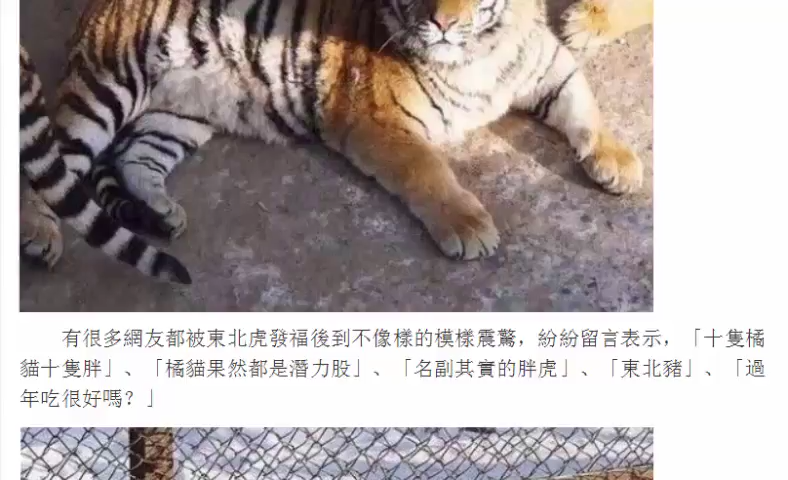 有很多網友都被東北虎發福後到不像樣的模樣震驚，紛紛留言表示，「十隻橘
貓十隻胖」、「橘貓果然都是潛力股」、「名副其實的胖虎」、「東北豬」、「過
年吃很好嗎？」